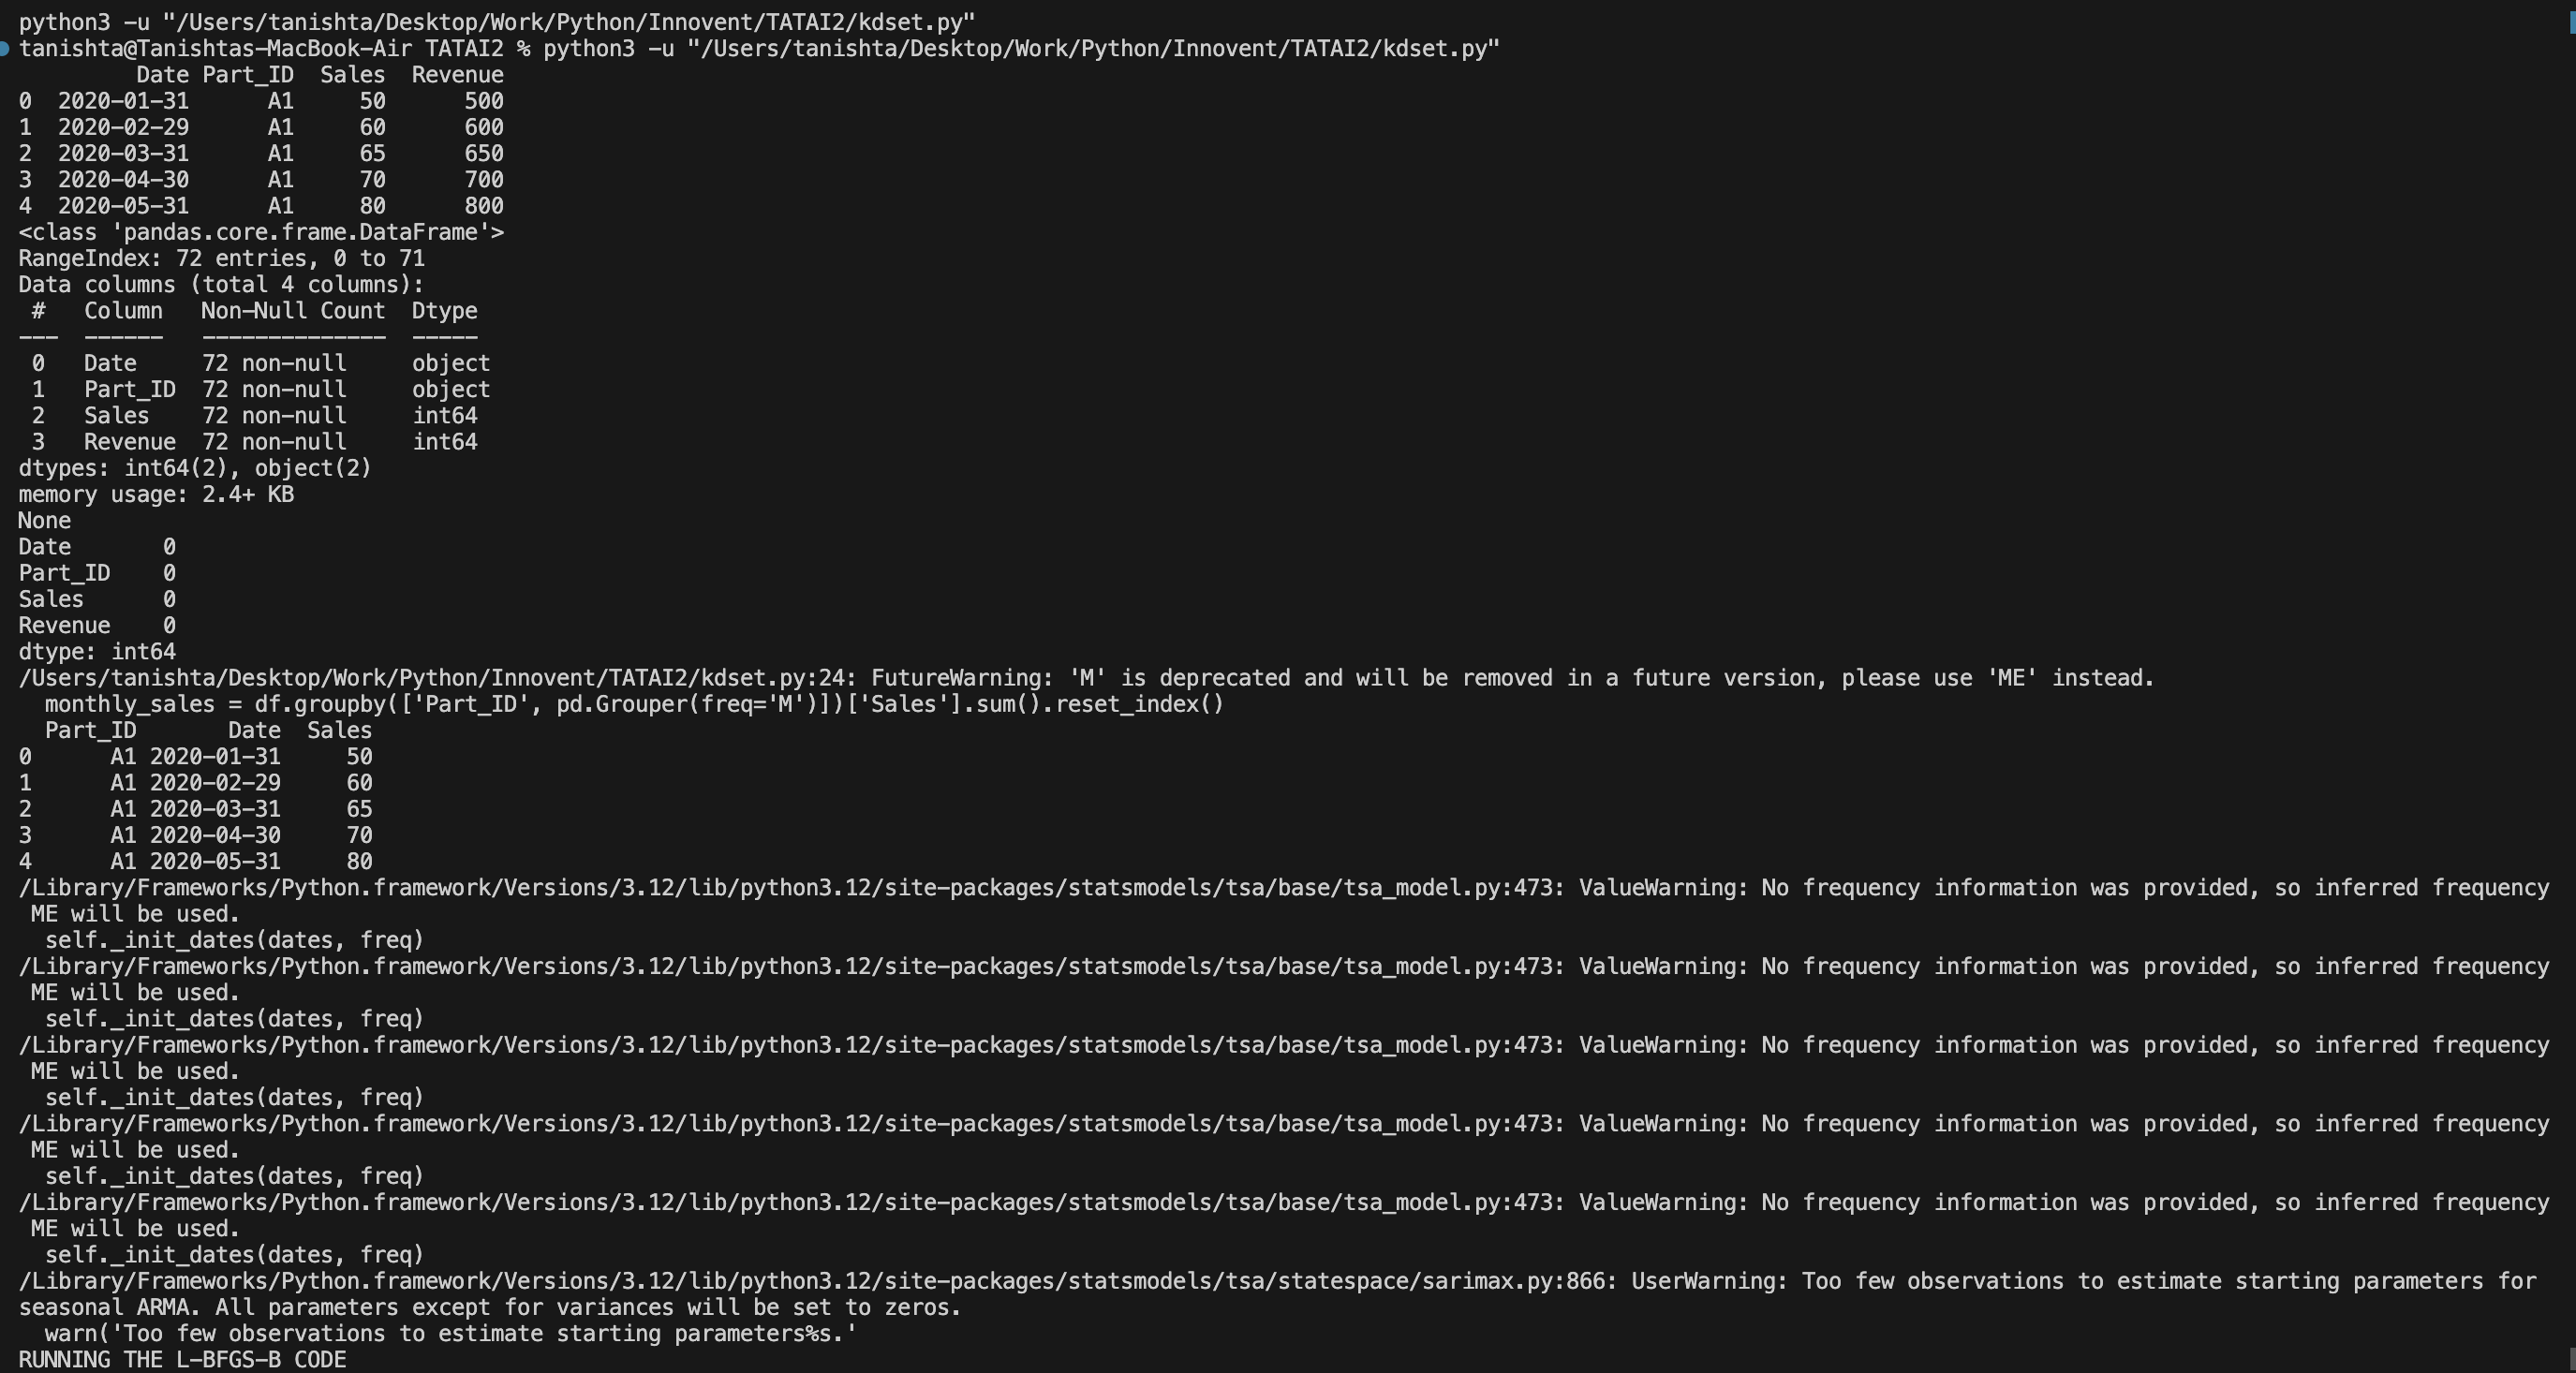 python3 -u "/Users/tanishta/Desktop/Work/Python/Innovent/TATAI2/kdset.py"
tanishta@Tanishtas-MacBook-Air TATAI2 % python3 -u "/Users/tanishta/Desktop/Work/Python/Innovent/TATAI2/kdset.py"
         Date Part_ID  Sales  Revenue
0  2020-01-31      A1     50      500
1  2020-02-29      A1     60      600
2  2020-03-31      A1     65      650
3  2020-04-30      A1     70      700
4  2020-05-31      A1     80      800
<class 'pandas.core.frame.DataFrame'>
RangeIndex: 72 entries, 0 to 71
Data columns (total 4 columns):
 #   Column   Non-Null Count  Dtype
---  ------   --------------  -----
 0   Date     72 non-null     object
 1   Part_ID  72 non-null     object
 2   Sales    72 non-null     int64
 3   Revenue  72 non-null     int64
dtypes: int64(2), object(2)
memory usage: 2.4+ KB
None
Date       0
Part_ID    0
Sales      0
Revenue    0
dtype: int64
/Users/tanishta/Desktop/Work/Python/Innovent/TATAI2/kdset.py:24: FutureWarning: 'M' is deprecated and will be removed in a future version, please use 'ME' instead.
  monthly_sales = df.groupby(['Part_ID', pd.Grouper(freq='M')])['Sales'].sum().reset_index()
  Part_ID       Date  Sales
0      A1 2020-01-31     50
1      A1 2020-02-29     60
2      A1 2020-03-31     65
3      A1 2020-04-30     70
4      A1 2020-05-31     80
/Library/Frameworks/Python.framework/Versions/3.12/lib/python3.12/site-packages/statsmodels/tsa/base/tsa_model.py:473: ValueWarning: No frequency information was provided, so inferred frequency
 ME will be used.
  self._init_dates(dates, freq)
/Library/Frameworks/Python.framework/Versions/3.12/lib/python3.12/site-packages/statsmodels/tsa/base/tsa_model.py:473: ValueWarning: No frequency information was provided, so inferred frequency
 ME will be used.
  self._init_dates(dates, freq)
/Library/Frameworks/Python.framework/Versions/3.12/lib/python3.12/site-packages/statsmodels/tsa/base/tsa_model.py:473: ValueWarning: No frequency information was provided, so inferred frequency
 ME will be used.
  self._init_dates(dates, freq)
/Library/Frameworks/Python.framework/Versions/3.12/lib/python3.12/site-packages/statsmodels/tsa/base/tsa_model.py:473: ValueWarning: No frequency information was provided, so inferred frequency
 ME will be used.
  self._init_dates(dates, freq)
/Library/Frameworks/Python.framework/Versions/3.12/lib/python3.12/site-packages/statsmodels/tsa/base/tsa_model.py:473: ValueWarning: No frequency information was provided, so inferred frequency
 ME will be used.
  self._init_dates(dates, freq)
/Library/Frameworks/Python.framework/Versions/3.12/lib/python3.12/site-packages/statsmodels/tsa/statespace/sarimax.py:866: UserWarning: Too few observations to estimate starting parameters for
seasonal ARMA. All parameters except for variances will be set to zeros.
  warn('Too few observations to estimate starting parameters%s.'
RUNNING THE L-BFGS-B CODE